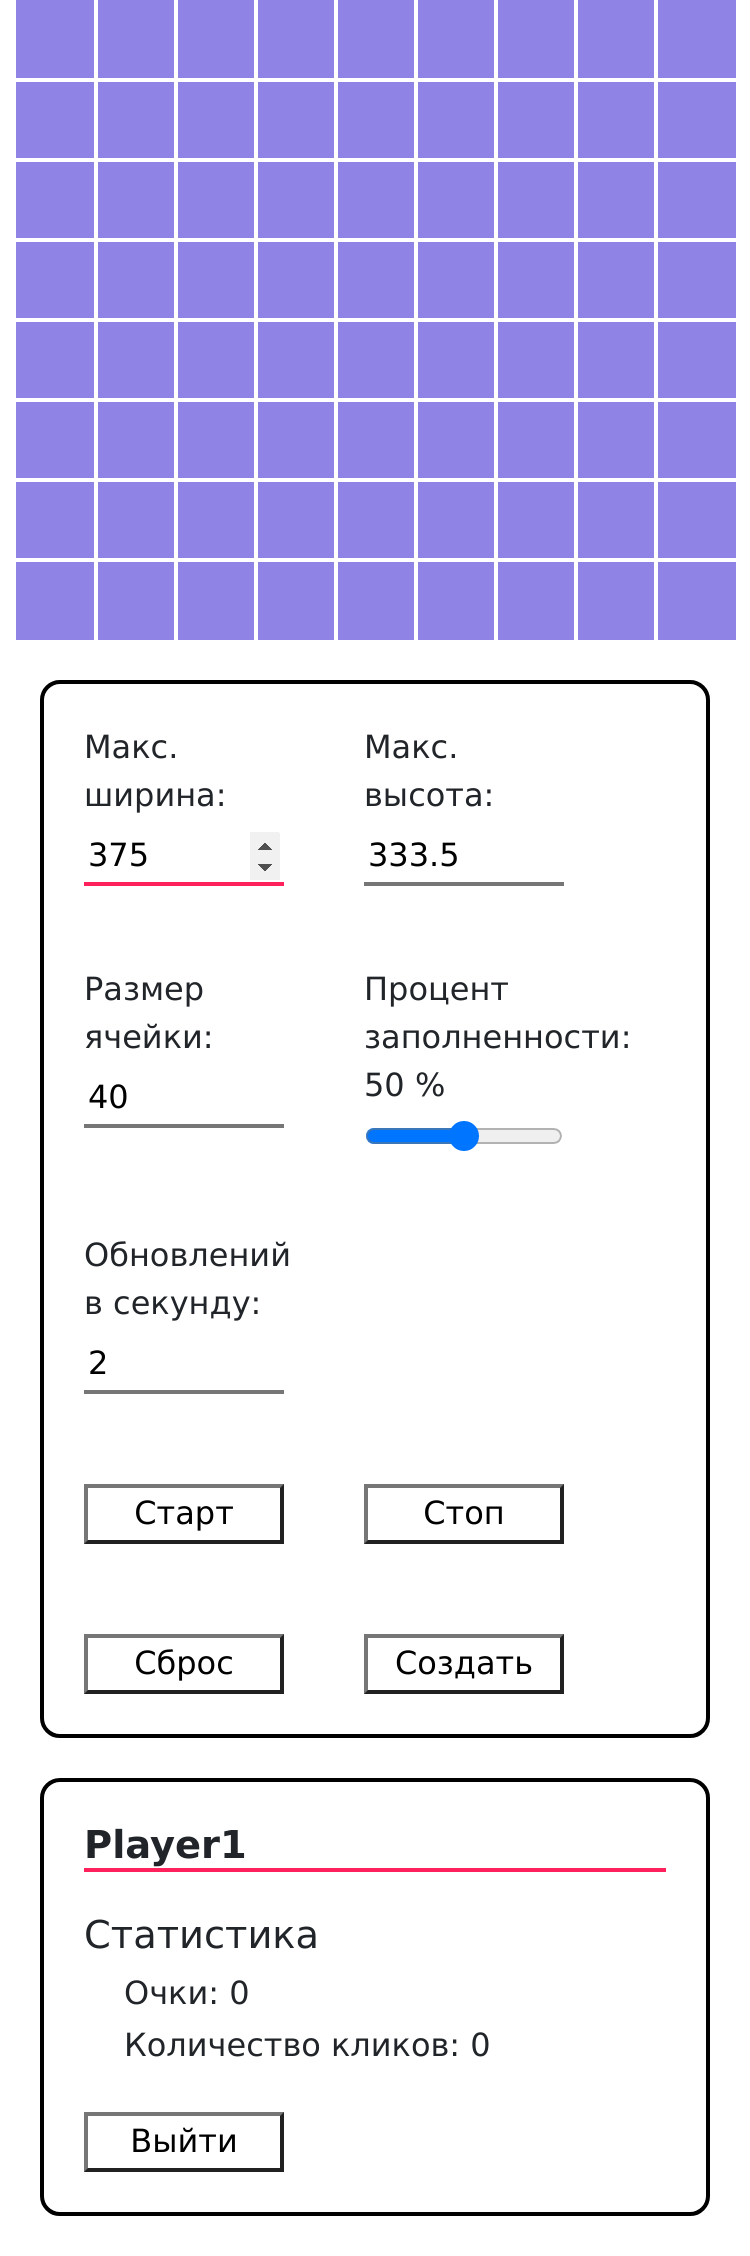 Макс.
ширина:
375
Макс.
высота:
333.5
Размер
ячейки:
40
Процент
заполненности:
50 %
Обновлений
в секунду:
2
Старт
Стоп
Сброс
Создать
Player1
Статистика
Очки: 0
Количество кликов: 0
Выйти